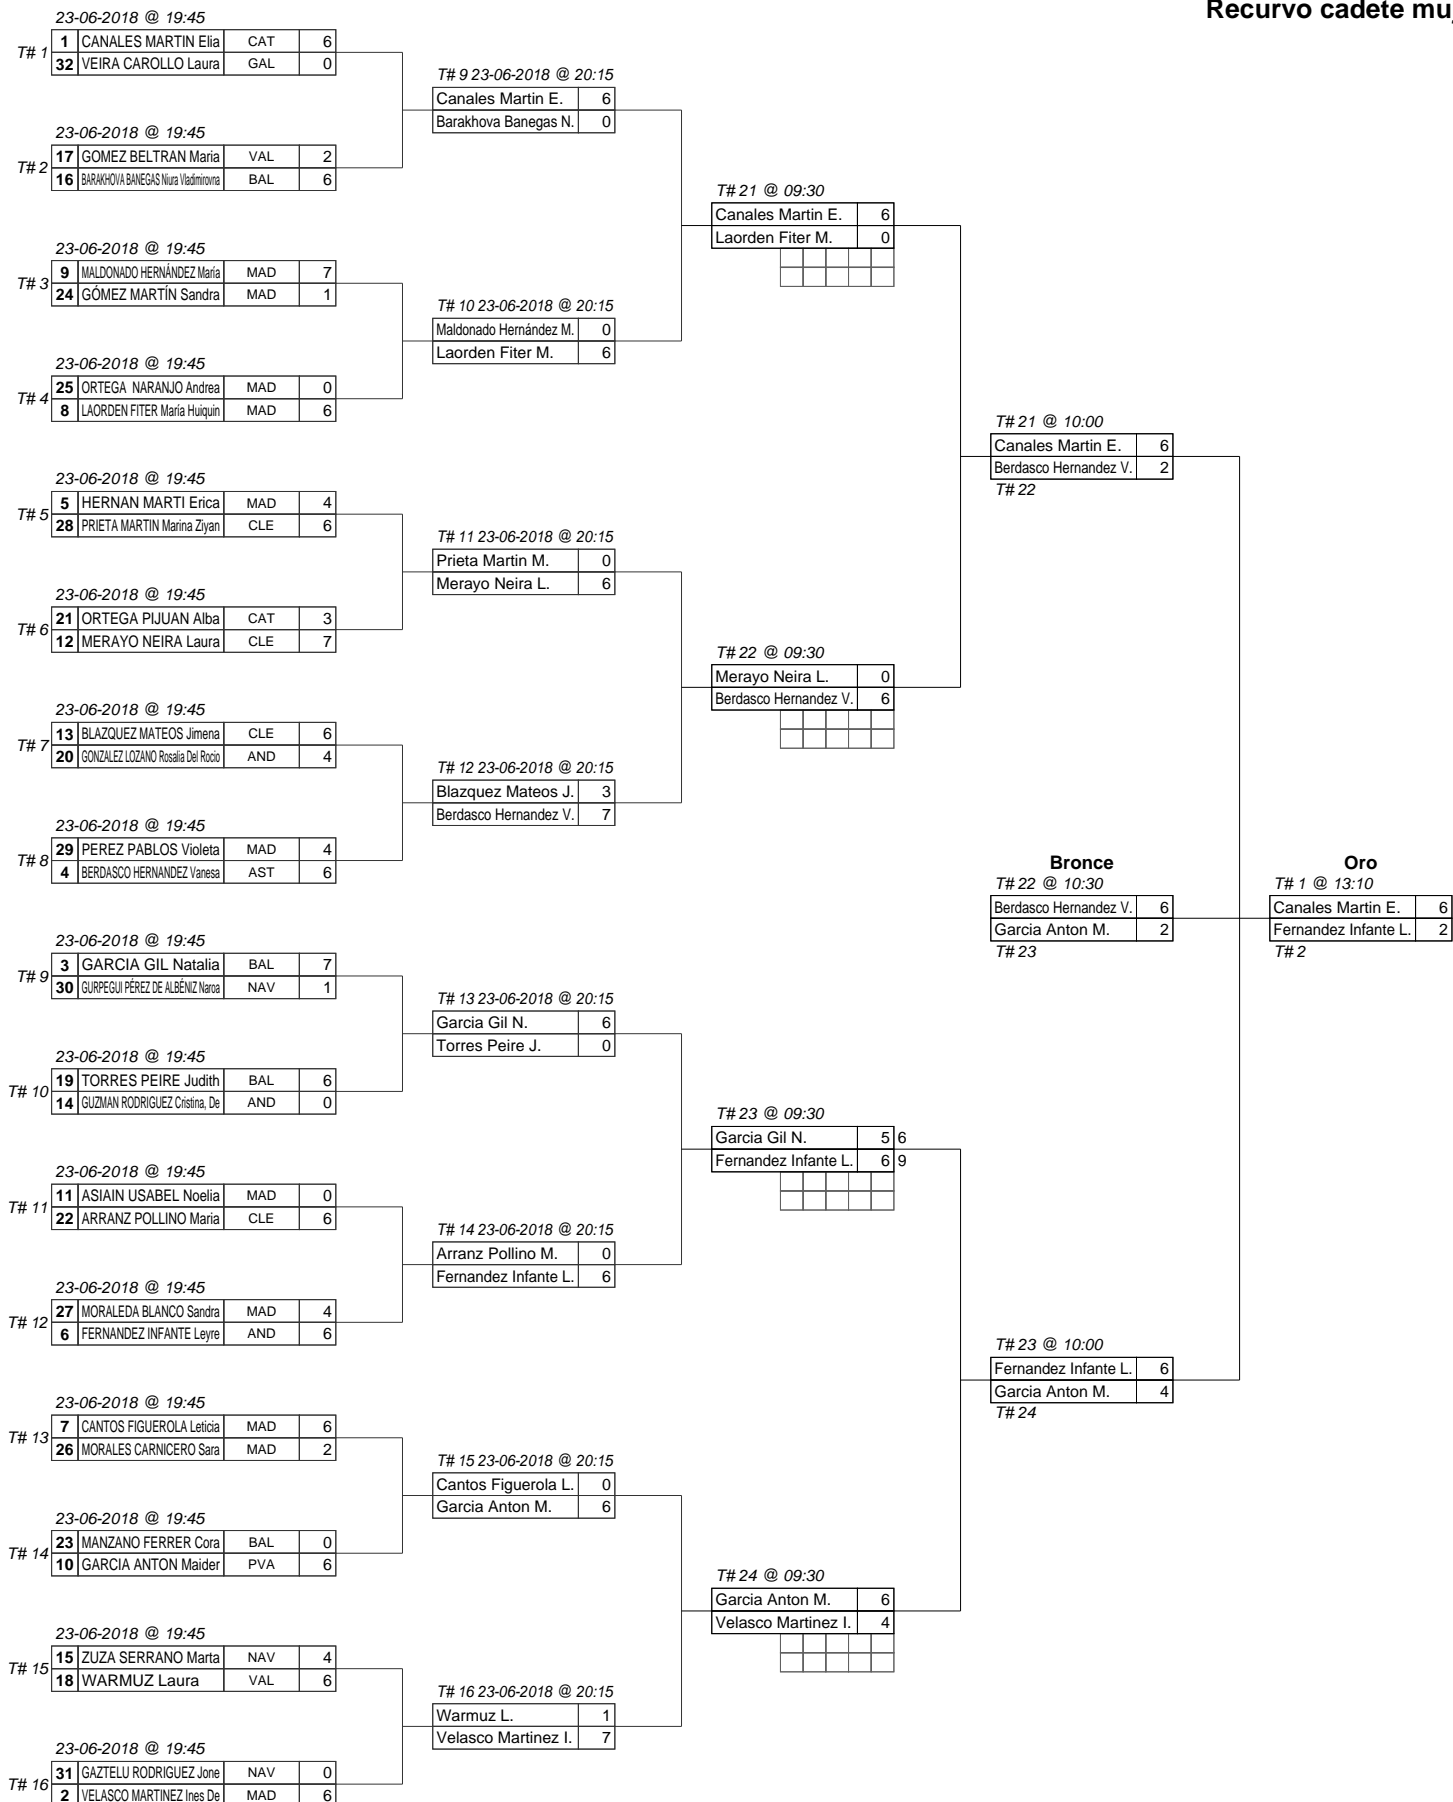 Recurvo cadete muj
23-06-2018 @ 19:45
T# 1
1 CANALES MARTIN Elia CAT 6
32 VEIRA CAROLLO Laura GAL 0
23-06-2018 @ 19:45
T# 2
17 GOMEZ BELTRAN Maria VAL 2
16 BARAKHOVA BANEGAS Niura Vladimirovna BAL 6
23-06-2018 @ 19:45
T# 3
9 MALDONADO HERNÁNDEZ María MAD 7
24 GÓMEZ MARTÍN Sandra MAD 1
23-06-2018 @ 19:45
T# 4
25 ORTEGA NARANJO Andrea MAD 0
8 LAORDEN FITER María Huiquin MAD 6
23-06-2018 @ 19:45
T# 5
5 HERNAN MARTI Erica MAD 4
28 PRIETA MARTIN Marina Ziyan CLE 6
23-06-2018 @ 19:45
T# 6
21 ORTEGA PIJUAN Alba CAT 3
12 MERAYO NEIRA Laura CLE 7
23-06-2018 @ 19:45
T# 7
13 BLAZQUEZ MATEOS Jimena CLE 6
20 GONZALEZ LOZANO Rosalia Del Rocio AND 4
23-06-2018 @ 19:45
T# 8
29 PEREZ PABLOS Violeta MAD 4
4 BERDASCO HERNANDEZ Vanesa AST 6
23-06-2018 @ 19:45
T# 9
3 GARCIA GIL Natalia BAL 7
30 GURPEGUI PÉREZ DE ALBÉNIZ Naroa NAV 1
23-06-2018 @ 19:45
T# 10
19 TORRES PEIRE Judith BAL 6
14 GUZMAN RODRIGUEZ Cristina, De AND 0
23-06-2018 @ 19:45
T# 11
11 ASIAIN USABEL Noelia MAD 0
22 ARRANZ POLLINO Maria CLE 6
23-06-2018 @ 19:45
T# 12
27 MORALEDA BLANCO Sandra MAD 4
6 FERNANDEZ INFANTE Leyre AND 6
23-06-2018 @ 19:45
T# 13
7 CANTOS FIGUEROLA Leticia MAD 6
26 MORALES CARNICERO Sara MAD 2
23-06-2018 @ 19:45
T# 14
23 MANZANO FERRER Cora BAL 0
10 GARCIA ANTON Maider PVA 6
23-06-2018 @ 19:45
T# 15
15 ZUZA SERRANO Marta NAV 4
18 WARMUZ Laura VAL 6
23-06-2018 @ 19:45
T# 16
31 GAZTELU RODRIGUEZ Jone NAV 0
2 VELASCO MARTINEZ Ines De MAD 6
T# 9 23-06-2018 @ 20:15
Canales Martin E. 6
Barakhova Banegas N. 0
T# 10 23-06-2018 @ 20:15
Maldonado Hernández M. 0
Laorden Fiter M. 6
T# 11 23-06-2018 @ 20:15
Prieta Martin M. 0
Merayo Neira L. 6
T# 12 23-06-2018 @ 20:15
Blazquez Mateos J. 3
Berdasco Hernandez V. 7
T# 13 23-06-2018 @ 20:15
Garcia Gil N. 6
Torres Peire J. 0
T# 14 23-06-2018 @ 20:15
Arranz Pollino M. 0
Fernandez Infante L. 6
T# 15 23-06-2018 @ 20:15
Cantos Figuerola L. 0
Garcia Anton M. 6
T# 16 23-06-2018 @ 20:15
Warmuz L. 1
Velasco Martinez I. 7
T# 21 @ 09:30
Canales Martin E. 6
Laorden Fiter M. 0
T# 22 @ 09:30
Merayo Neira L. 0
Berdasco Hernandez V. 6
T# 23 @ 09:30
Garcia Gil N. 5 6
Fernandez Infante L. 6 9
T# 24 @ 09:30
Garcia Anton M. 6
Velasco Martinez I. 4
T# 21 @ 10:00
Canales Martin E. 6
Berdasco Hernandez V. 2
T# 22
Bronce
T# 22 @ 10:30
Berdasco Hernandez V. 6
Garcia Anton M. 2
T# 23
T# 23 @ 10:00
Fernandez Infante L. 6
Garcia Anton M. 4
T# 24
Oro
T# 1 @ 13:10
Canales Martin E. 6
Fernandez Infante L. 2
T# 2